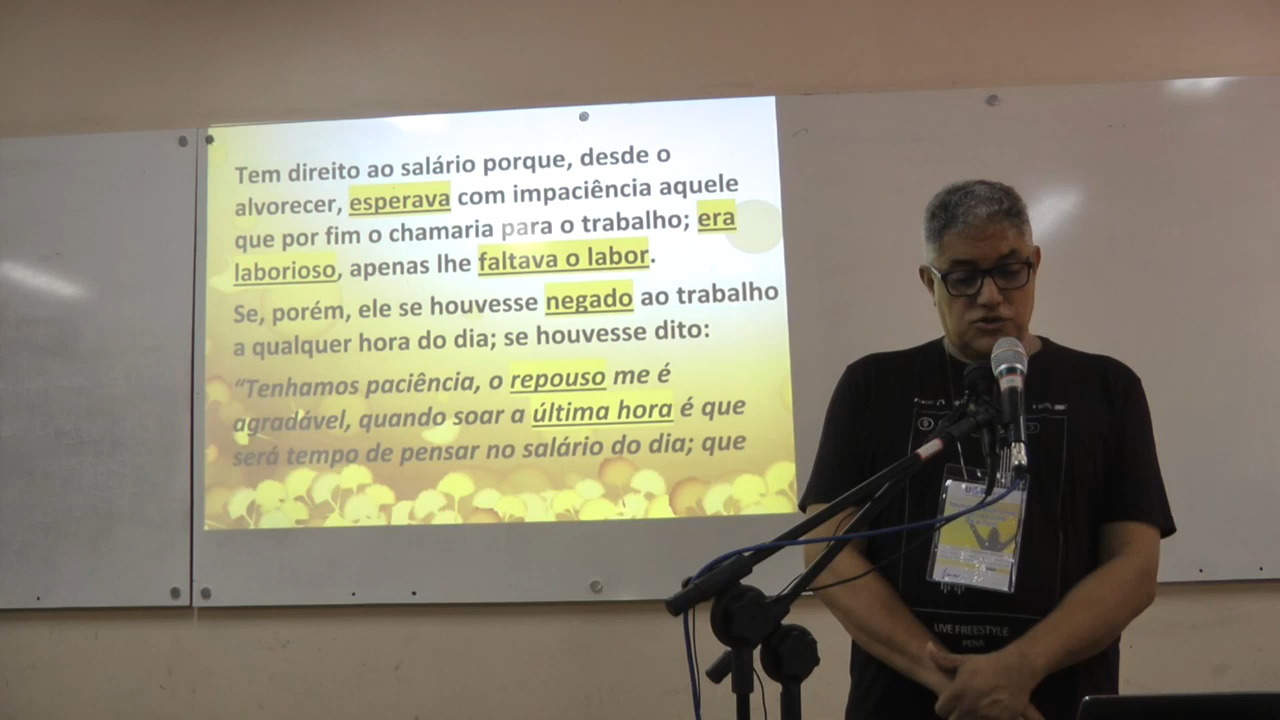 Tem direito ao salário porque, desde o
alvorecer, esperava com impaciência aquele
que por fim o chamaria para o trabalho; era
laborioso, apenas lhe faltava o labor.
Se, porém, ele se houvesse negado ao trabalho
a qualquer hora do dia; se houvesse dito:
“Tenhamos paciência, o repouso me é
agradável, quando soar a última hora é que
será tempo de pensar no salário do dia; que
LIVE FREESTYLE
PENA